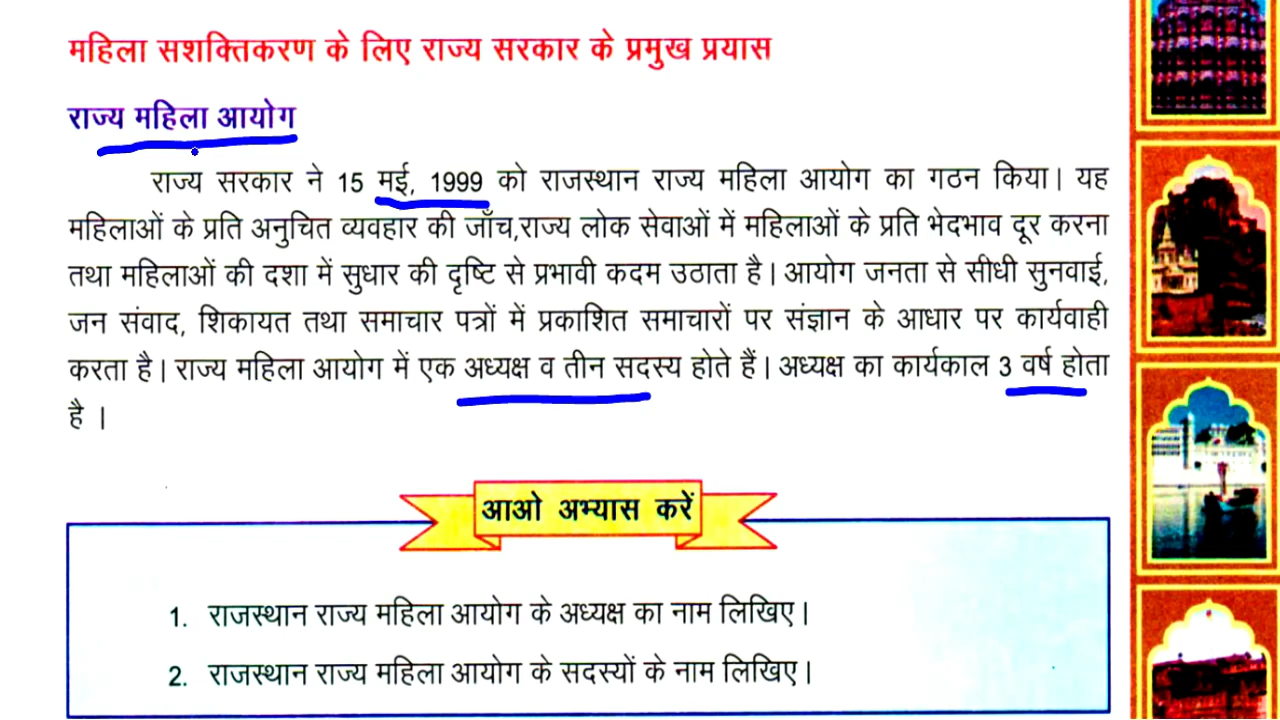 महिला सशक्तिकरण के लिए राज्य सरकार के प्रमुख प्रयास
राज्य महिला आयोग
राज्य सरकार ने 15 मई, 1999 को राजस्थान राज्य महिला आयोग का गठन किया। यह
महिलाओं के प्रति अनुचित व्यवहार की जाँच,राज्य लोक सेवाओं में महिलाओं के प्रति भेदभाव दूर करना
तथा महिलाओं की दशा में सुधार की दृष्टि से प्रभावी कदम उठाता है। आयोग जनता से सीधी सुनवाई,
जन संवाद, शिकायत तथा समाचार पत्रों में प्रकाशित समाचारों पर संज्ञान के आधार पर कार्यवाही
करता है। राज्य महिला आयोग में एक अध्यक्ष व तीन सदस्य होते हैं। अध्यक्ष का कार्यकाल 3 वर्ष होता
है ।
आओ अभ्यास करें
1. राजस्थान राज्य महिला आयोग के अध्यक्ष का नाम लिखिए।
2. राजस्थान राज्य महिला आयोग के सदस्यों के नाम लिखिए।